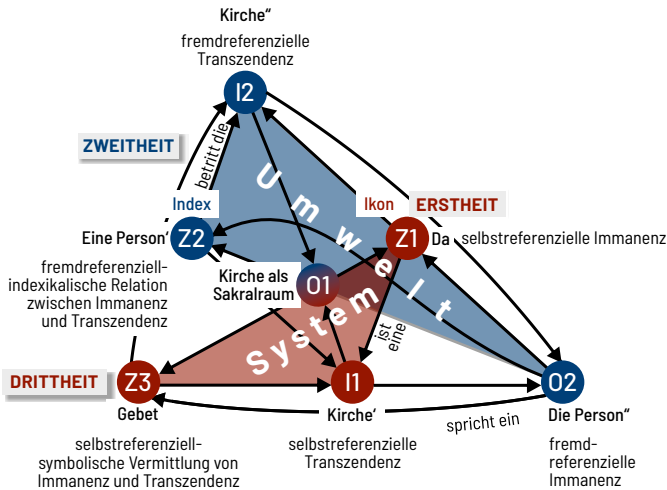 Kirche“
fremdreferenzielle
Transzendenz
I2
ZWEITHEIT
betritt die
Umwelt
Index
Ikon
ERSTHEIT
Eine Person'
Z2
Z1
Da
selbstreferenzielle Immanenz
fremdreferenziell-
indexikalische Relation
zwischen Immanenz
und Transzendenz
Kirche als
Sakralraum
O1
System
ist
eine
DRITTHEIT
Z3
I1
O2
Gebet
Kirche'
spricht ein
Die Person“
selbstreferenziell-
symbolische Vermittlung von
Immanenz und Transzendenz
selbstreferenzielle
Transzendenz
fremd-
referenzielle
Immanenz